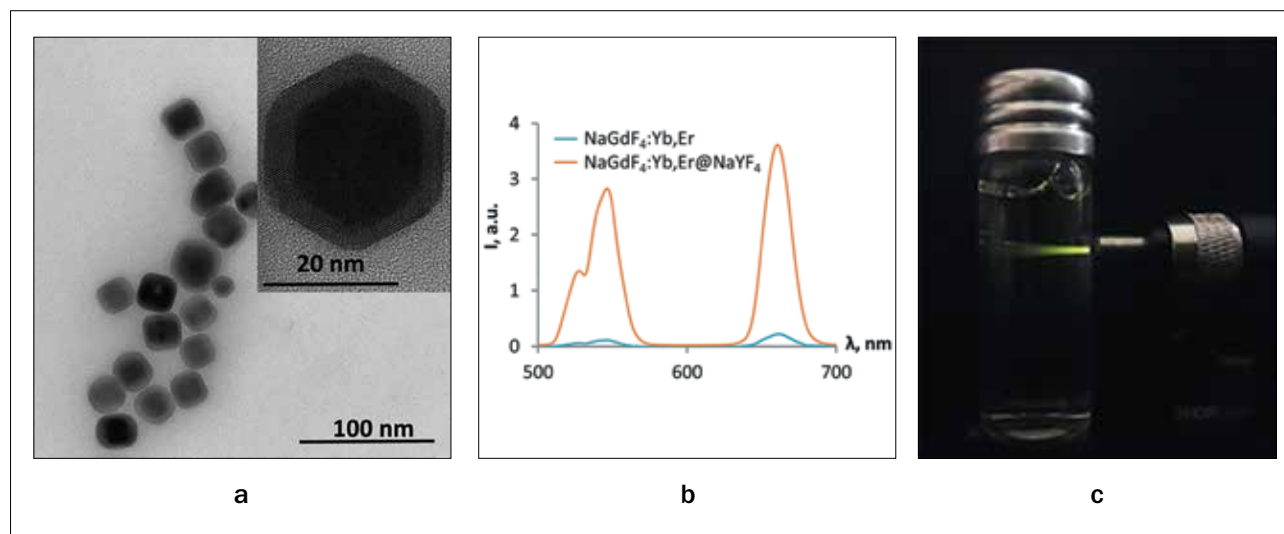 20 nm
100 nm
a
4
3
2
1
0
I, a.u.
NaGdF₄:Yb,Er
NaGdF₄:Yb,Er@NaYF₄
λ, nm
500
600
700
b
c